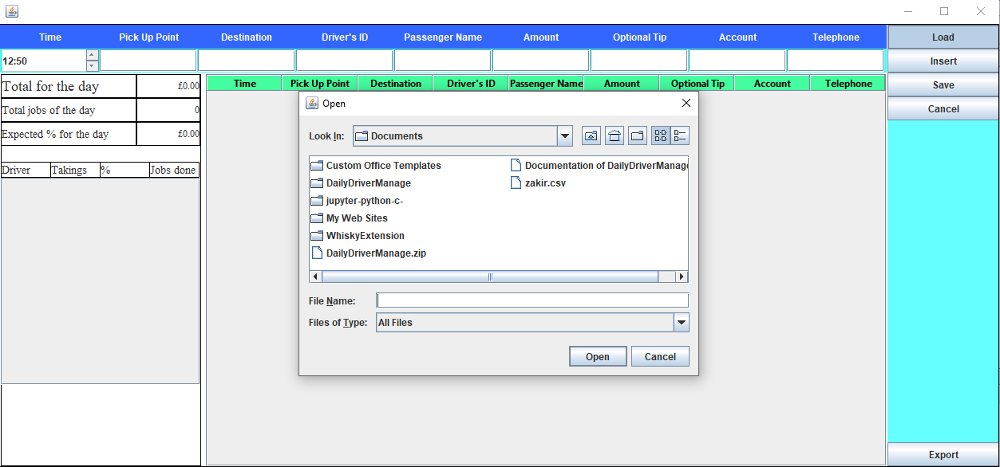 Time Pick Up Point Destination Driver's ID Passenger Name Amount Optional Tip Account Telephone Load
12:50 Insert
Save
Cancel
Total for the day £0.00
Total jobs of the day 0
Expected % for the day £0.00
Driver Takings % Jobs done
Time Pick Up Point Destination Driver's ID Passenger Name Amount Optional Tip Account Telephone
Open
Look In: Documents
Custom Office Templates
DailyDriverManage
jupyter-python-c-
My Web Sites
WhiskyExtension
DailyDriverManage.zip
Documentation of DailyDriverManage
zakir.csv
File Name:
Files of Type: All Files
Open Cancel
Export